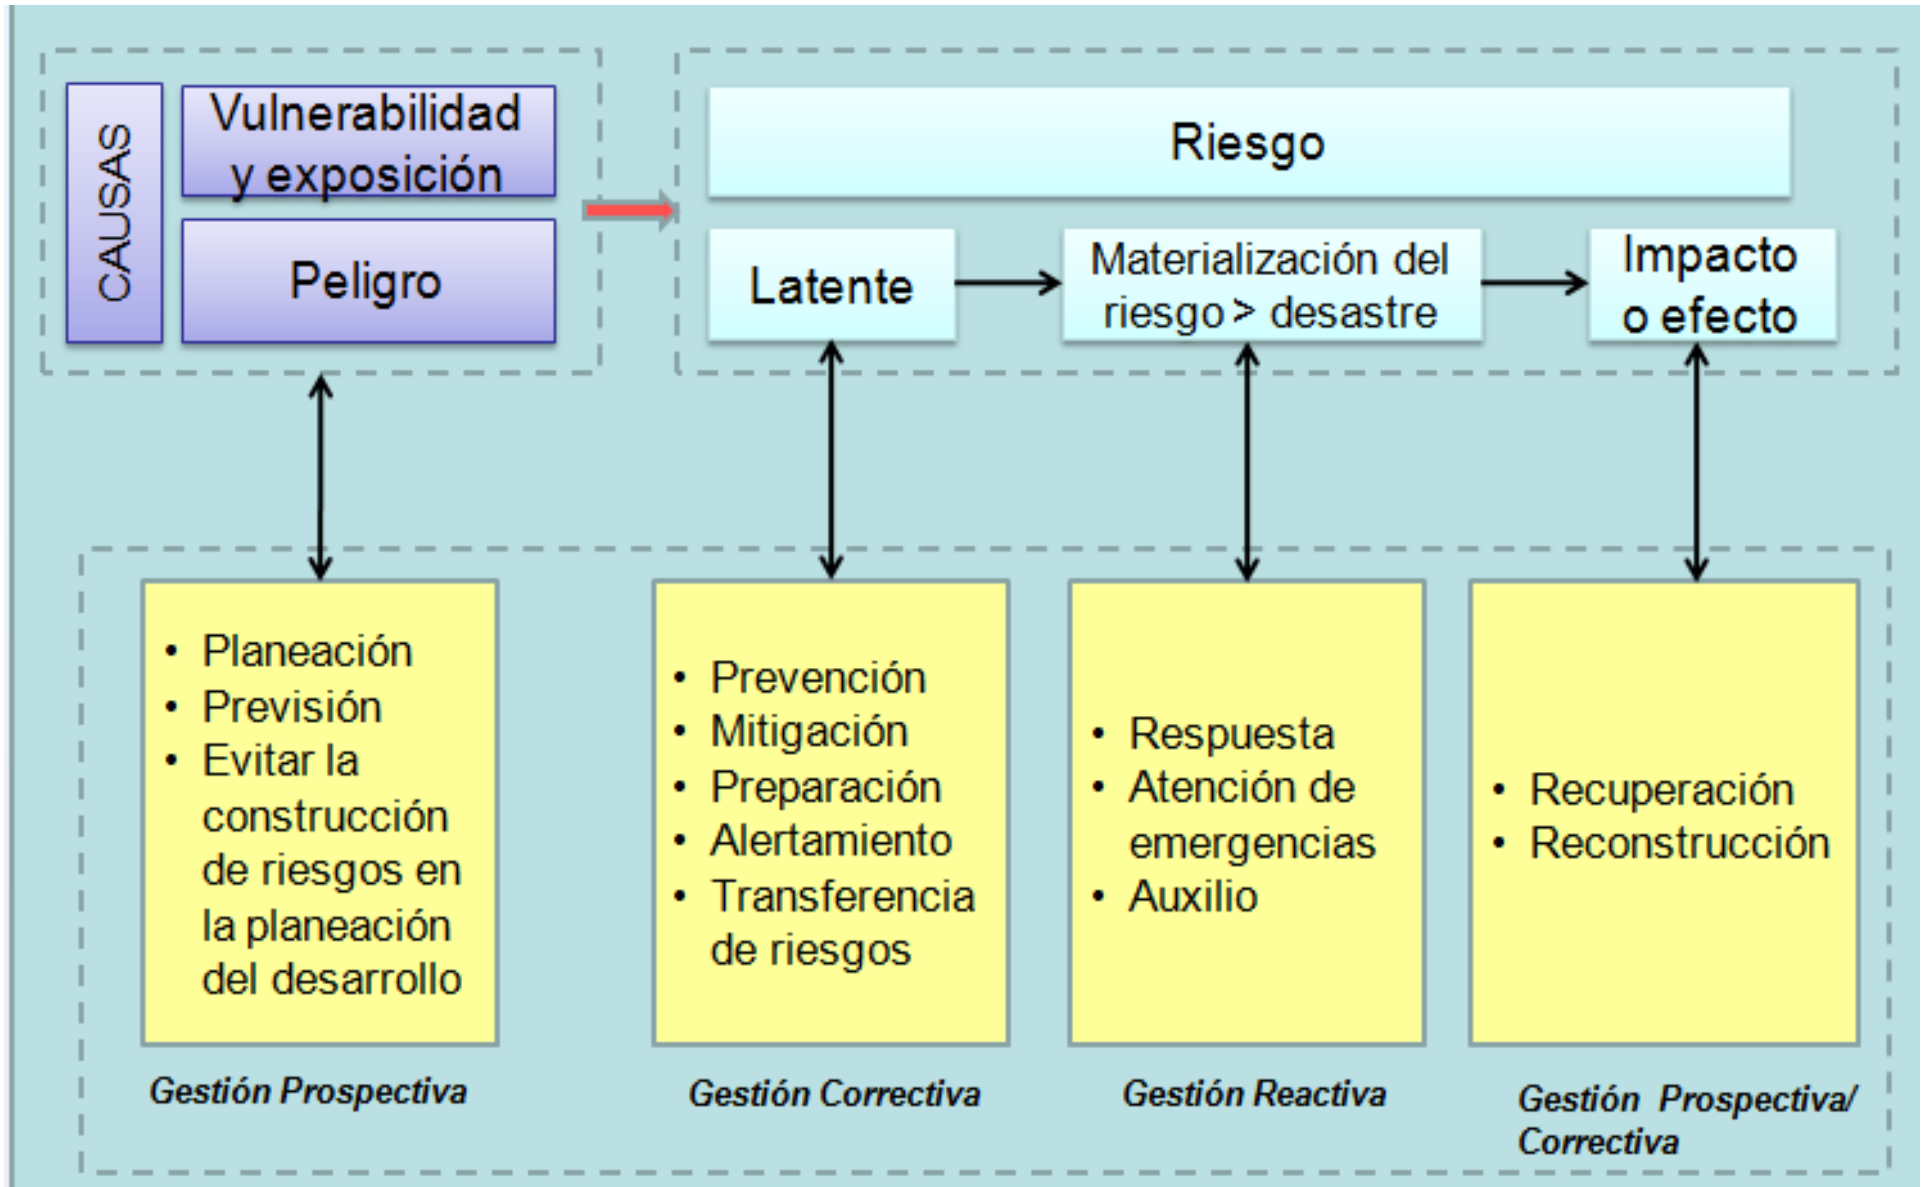 CAUSAS
Vulnerabilidad
y exposición
Peligro
Riesgo
Latente
Materialización del
riesgo > desastre
Impacto
o efecto
• Planeación
• Previsión
• Evitar la
construcción
de riesgos en
la planeación
del desarrollo
Gestión Prospectiva
• Prevención
• Mitigación
• Preparación
• Alertamiento
• Transferencia
de riesgos
Gestión Correctiva
• Respuesta
• Atención de
emergencias
• Auxilio
Gestión Reactiva
• Recuperación
• Reconstrucción
Gestión Prospectiva/
Correctiva